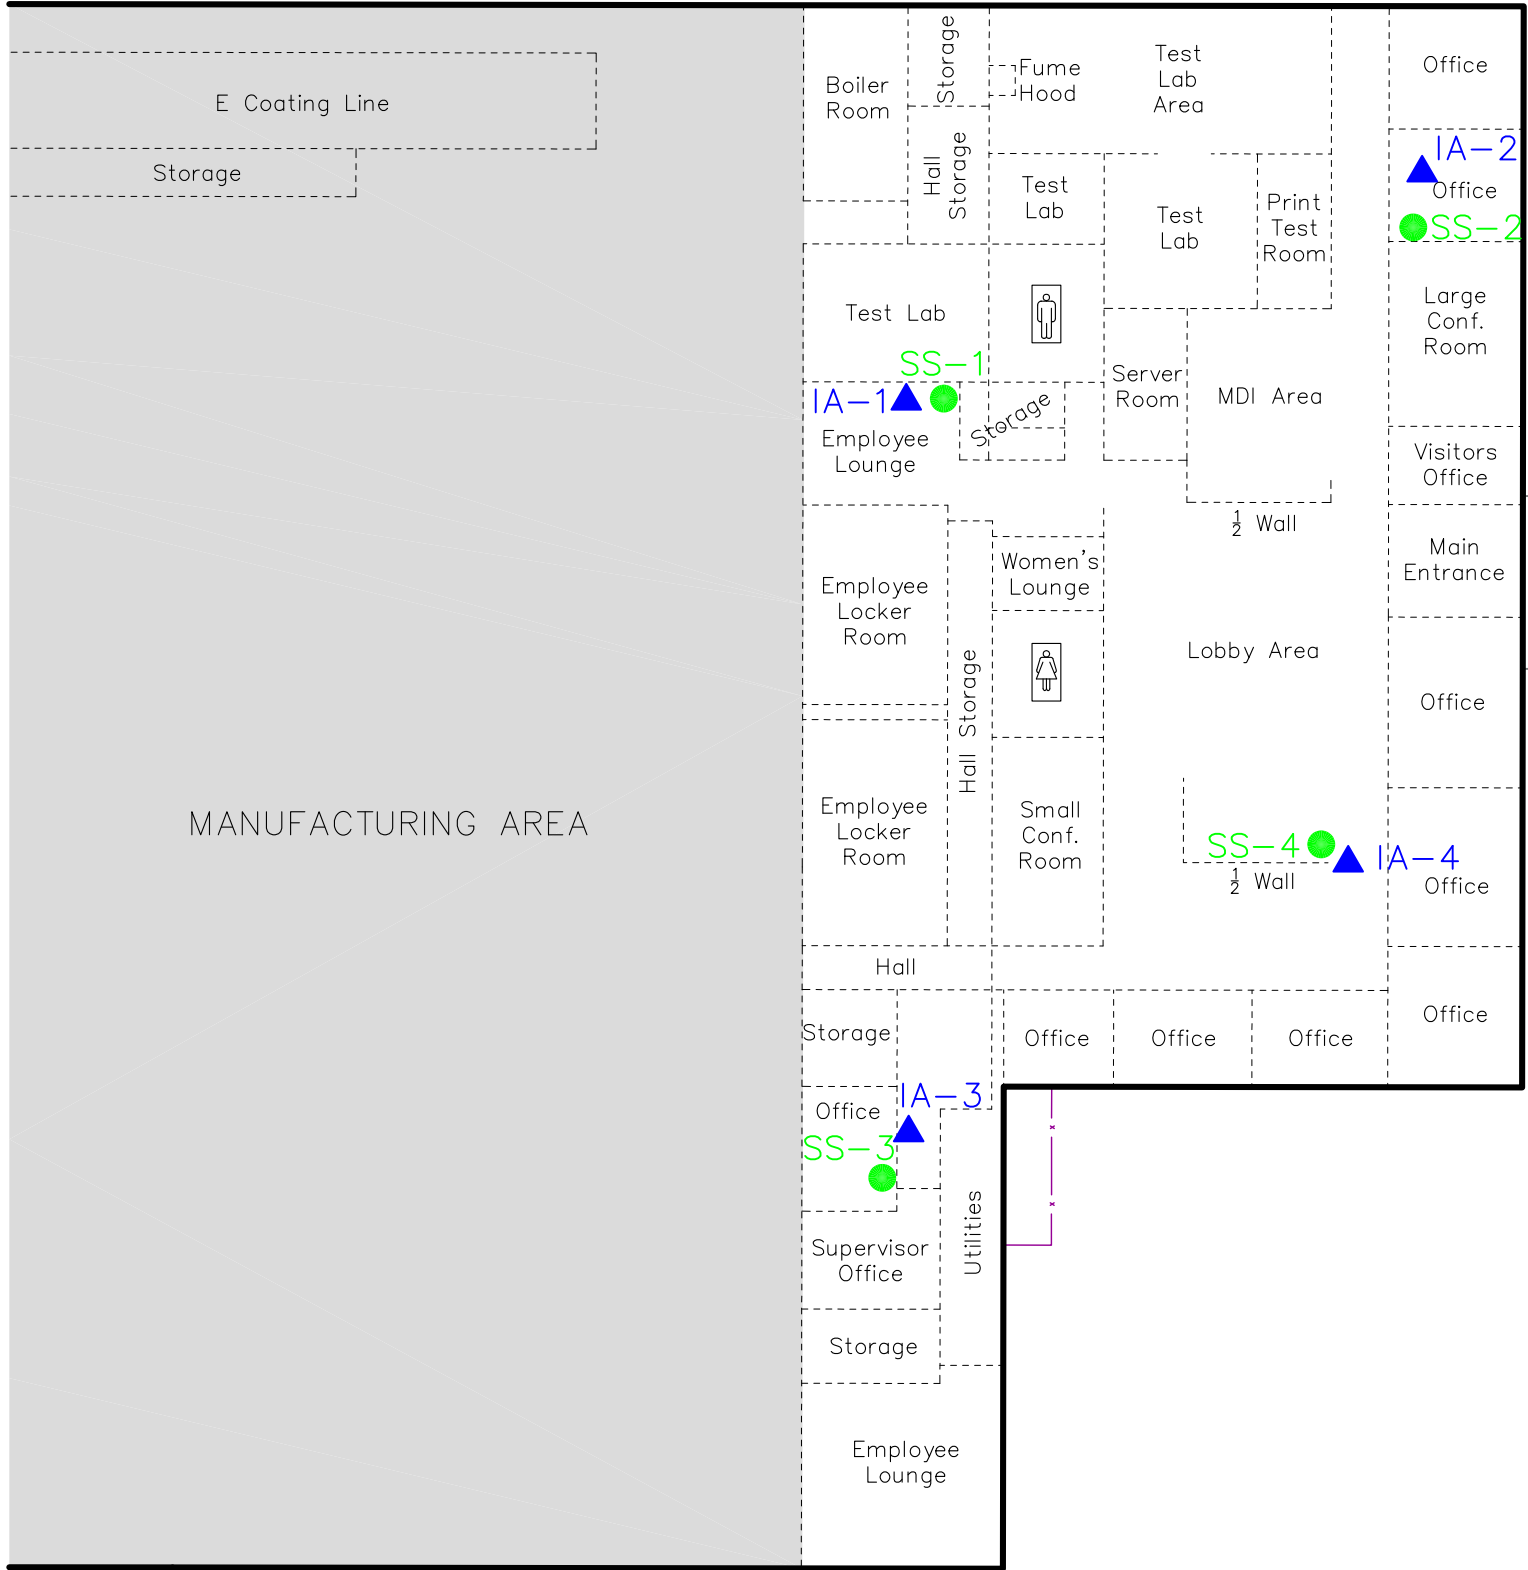 E Coating Line
Storage
MANUFACTURING AREA
Boiler
Room
Storage
Hall
Storage
Fume
Hood
Test
Lab
Area
Office
IA-2
Office
SS-2
Test
Lab
Test
Lab
Print
Test
Room
Large
Conf.
Room
Test Lab
SS-1
IA-1
Employee
Lounge
Storage
Server
Room
MDI Area
Visitors
Office
1/2 Wall
Main
Entrance
Employee
Locker
Room
Hall Storage
Women's
Lounge
Lobby Area
Office
Employee
Locker
Room
Small
Conf.
Room
SS-4
IA-4
1/2 Wall
Office
Hall
Storage
Office
Office
Office
Office
IA-3
Office
SS-3
Utilities
Supervisor
Office
Storage
Employee
Lounge